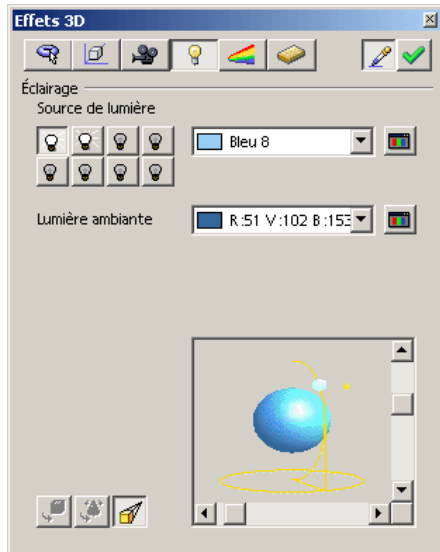 Effets 3D
Éclairage
Source de lumière
Bleu 8
Lumière ambiante
R:51 V:102 B:153